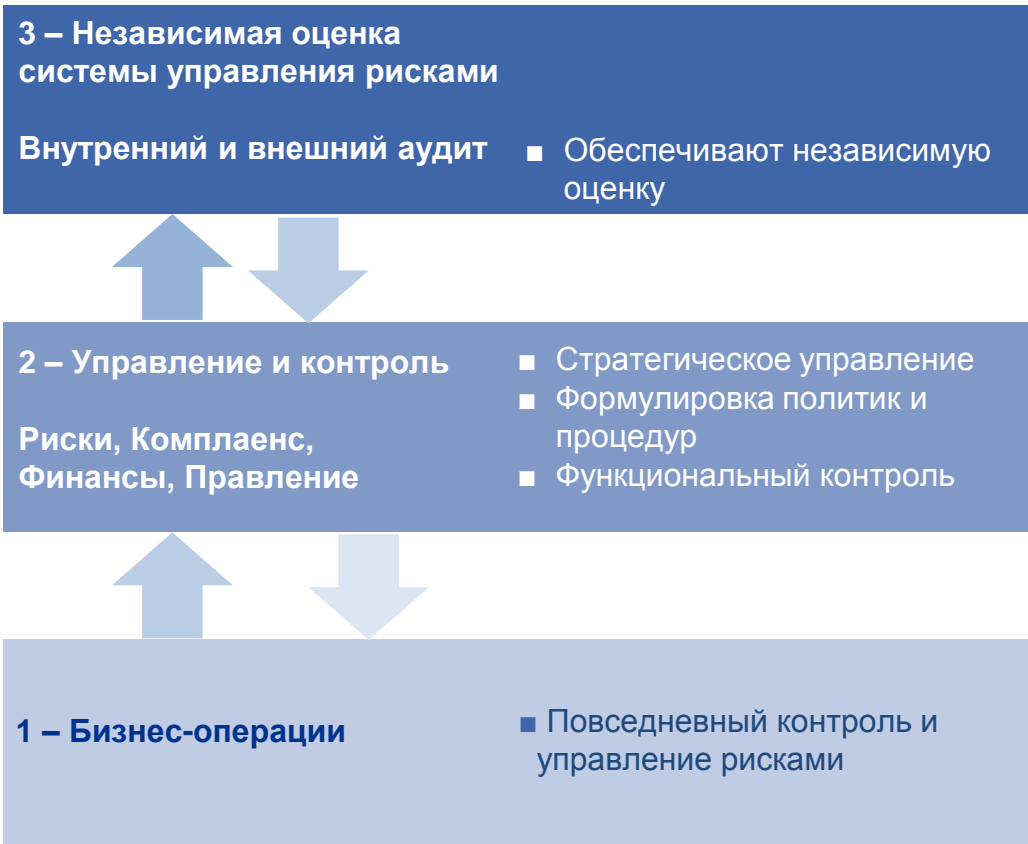 3 – Независимая оценка
системы управления рисками
Внутренний и внешний аудит
■ Обеспечивают независимую
оценку
2 – Управление и контроль
Риски, Комплаенс,
Финансы, Правление
■ Стратегическое управление
■ Формулировка политик и
процедур
■ Функциональный контроль
1 – Бизнес-операции
■ Повседневный контроль и
управление рисками